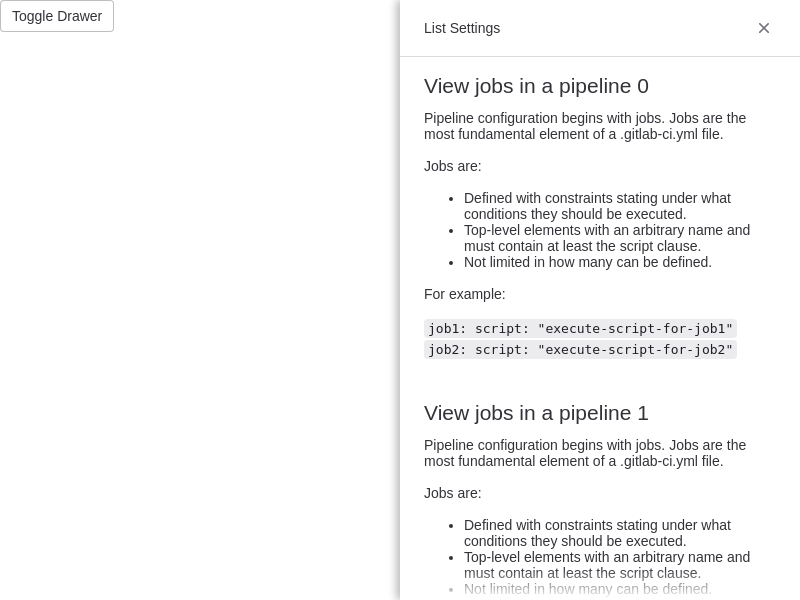 Toggle Drawer
List Settings
View jobs in a pipeline 0
Pipeline configuration begins with jobs. Jobs are the
most fundamental element of a .gitlab-ci.yml file.
Jobs are:
• Defined with constraints stating under what
conditions they should be executed.
• Top-level elements with an arbitrary name and
must contain at least the script clause.
• Not limited in how many can be defined.
For example:
job1: script: "execute-script-for-job1"
job2: script: "execute-script-for-job2"
View jobs in a pipeline 1
Pipeline configuration begins with jobs. Jobs are the
most fundamental element of a .gitlab-ci.yml file.
Jobs are:
• Defined with constraints stating under what
conditions they should be executed.
• Top-level elements with an arbitrary name and
must contain at least the script clause.
• Not limited in how many can be defined.